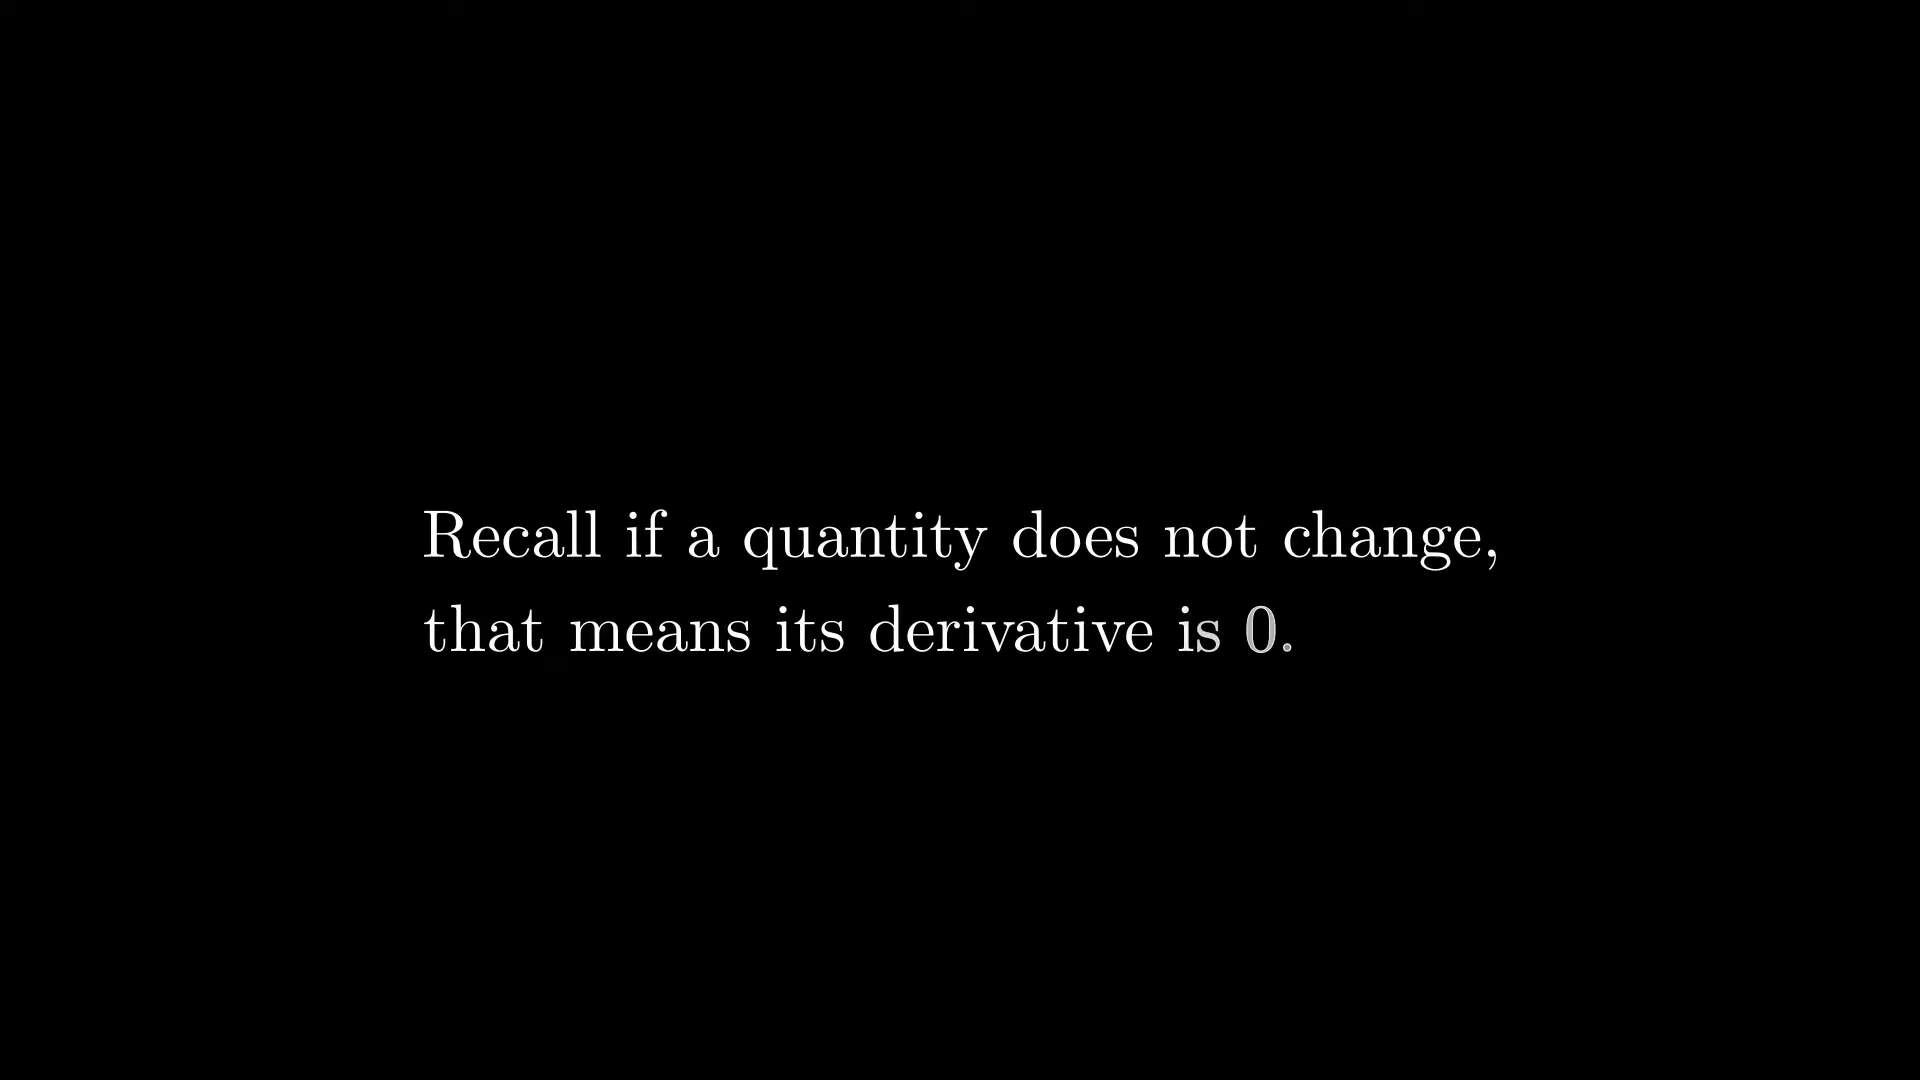 Recall if a quantity does not change,
that means its derivative is 0.